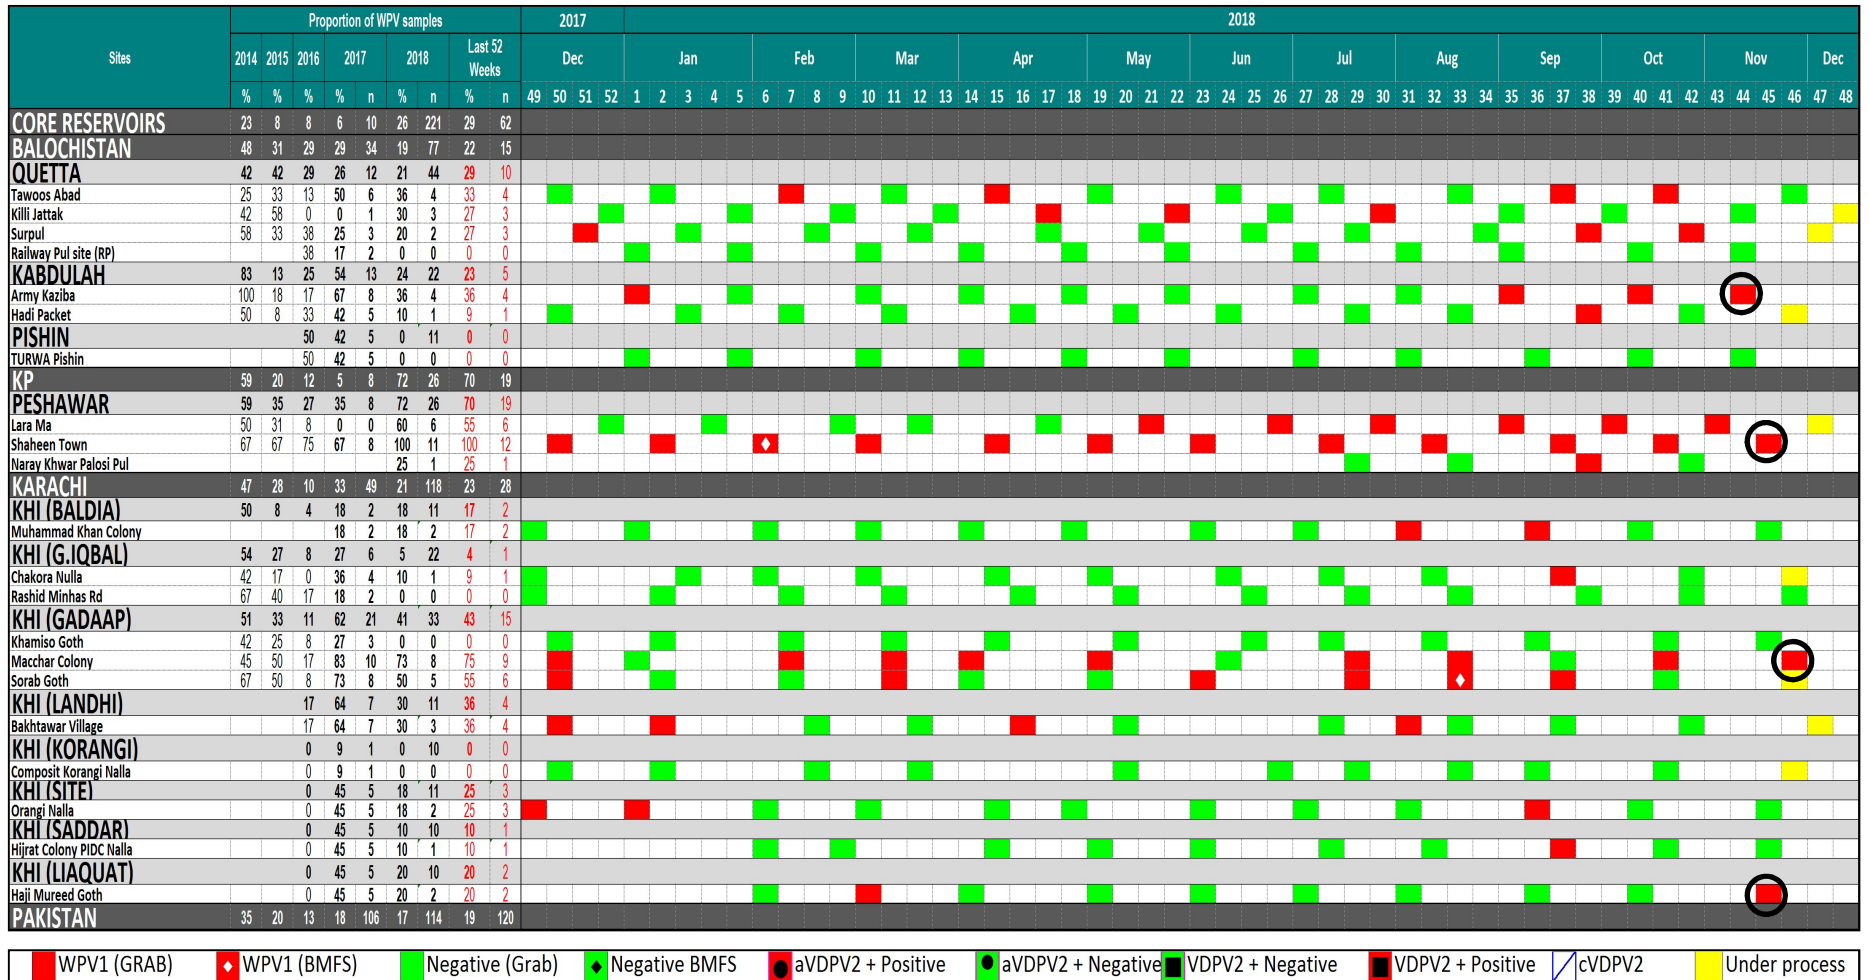 Sites Proportion of WPV samples 2017 2018
2014 2015 2016 2017 2018 Last 52 Weeks Dec Jan Feb Mar Apr May Jun Jul Aug Sep Oct Nov Dec
% % % % n % n % n 49 50 51 52 1 2 3 4 5 6 7 8 9 10 11 12 13 14 15 16 17 18 19 20 21 22 23 24 25 26 27 28 29 30 31 32 33 34 35 36 37 38 39 40 41 42 43 44 45 46 47 48
CORE RESERVOIRS 23 8 8 6 10 26 221 29 62
BALOCHISTAN 48 31 29 29 34 19 77 22 15
QUETTA 42 42 29 26 12 21 44 29 10
Tawoos Abad 25 33 13 50 6 36 4 33 4
Killi Jattak 42 58 0 0 1 30 3 27 3
Surpul 58 33 38 25 3 20 2 27 3
Railway Pul site (RP) 38 17 2 0 0 0 0
KABDULAH 83 13 25 54 13 24 22 23 5
Army Kaziba 100 18 17 67 8 36 4 36 4
Hadi Packet 50 8 33 42 5 10 1 9 1
PISHIN 50 42 5 0 11 0 0
TURWA Pishin 50 42 5 0 0 0 0
KP 59 20 12 5 8 72 26 70 19
PESHAWAR 59 35 27 35 8 72 26 70 19
Lara Ma 50 31 8 0 0 60 6 55 6
Shaheen Town 67 67 75 67 8 100 11 100 12
Naray Khwar Palosi Pul 25 1 25 1
KARACHI 47 28 10 33 49 21 118 23 28
KHI (BALDIA) 50 8 4 18 2 18 11 17 2
Muhammad Khan Colony 18 2 18 2 17 2
KHI (G.IQBAL) 54 27 8 27 6 5 22 4 1
Chakora Nulla 42 17 0 36 4 10 1 9 1
Rashid Minhas Rd 67 40 17 18 2 0 0 0 0
KHI (GADAAP) 51 33 11 62 21 41 33 43 15
Khamiso Goth 42 25 8 27 3 0 0 0 0
Macchar Colony 45 50 17 83 10 73 8 75 9
Sorab Goth 67 50 8 73 8 50 5 55 6
KHI (LANDHI) 17 64 7 30 11 36 4
Bakhtawar Village 17 64 7 30 3 36 4
KHI (KORANGI) 0 9 1 0 10 0 0
Composit Korangi Nalla 0 9 1 0 0 0 0
KHI (SITE) 0 45 5 18 11 25 3
Orangi Nalla 0 45 5 18 2 25 3
KHI (SADDAR) 0 45 5 10 10 10 1
Hijrat Colony PIDC Nalla 0 45 5 10 1 10 1
KHI (LIAQUAT) 0 45 5 20 10 20 2
Haji Mureed Goth 0 45 5 20 2 20 2
PAKISTAN 35 20 13 18 106 17 114 19 120
WPV1 (GRAB) WPV1 (BMFS) Negative (Grab) Negative BMFS aVDPV2 + Positive aVDPV2 + Negative VDPV2 + Negative VDPV2 + Positive cVDPV2 Under process